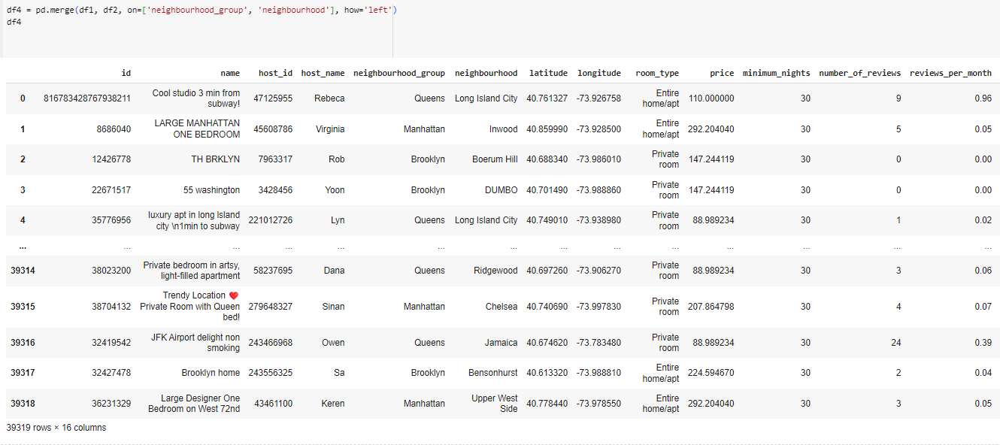 df4 = pd.merge(df1, df2, on=['neighbourhood_group', 'neighbourhood'], how='left')
df4
id name host_id host_name neighbourhood_group neighbourhood latitude longitude room_type price minimum_nights number_of_reviews reviews_per_month
0 816783428767938211 Cool studio 3 min from subway! 47125955 Rebeca Queens Long Island City 40.761327 -73.926758 Entire home/apt 110.000000 30 9 0.96
1 8686040 LARGE MANHATTAN ONE BEDROOM 45608786 Virginia Manhattan Inwood 40.859990 -73.928500 Entire home/apt 292.204040 30 5 0.05
2 12426778 TH BRKLYN 7963317 Rob Brooklyn Boerum Hill 40.688340 -73.986010 Private room 147.244119 30 0 0.00
3 22671517 55 washington 3428456 Yoon Brooklyn DUMBO 40.701490 -73.988860 Private room 147.244119 30 0 0.00
4 35776956 luxury apt in long Island city \n1min to subway 221012726 Lyn Queens Long Island City 40.749010 -73.938980 Private room 88.989234 30 1 0.02
... ... ... ... ... ... ... ... ... ... ... ... ... ...
39314 38023200 Private bedroom in artsy, light-filled apartment 58237695 Dana Queens Ridgewood 40.697260 -73.906270 Private room 88.989234 30 3 0.06
39315 38704132 Trendy Location ❤️ Private Room with Queen bed! 279648327 Sinan Manhattan Chelsea 40.740690 -73.997830 Private room 207.864798 30 4 0.07
39316 32419542 JFK Airport delight non smoking 243466968 Owen Queens Jamaica 40.674620 -73.783480 Private room 88.989234 30 24 0.39
39317 32427478 Brooklyn home 243556325 Sa Brooklyn Bensonhurst 40.613320 -73.988810 Entire home/apt 224.594670 30 2 0.04
39318 36231329 Large Designer One Bedroom on West 72nd 43461100 Keren Manhattan Upper West Side 40.778440 -73.978550 Entire home/apt 292.204040 30 3 0.05
39319 rows × 16 columns